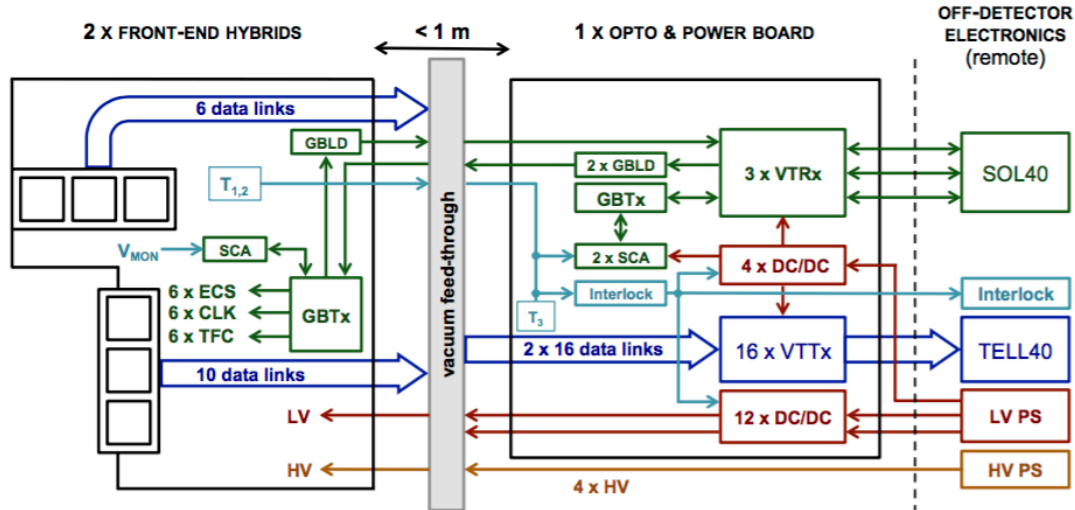 2 X FRONT-END HYBRIDS
< 1 m
1 X OPTO & POWER BOARD
OFF-DETECTOR
ELECTRONICS
(remote)
6 data links
GBLD
T1,2
VMON
SCA
6 x ECS
6 x CLK
6 x TFC
GBTx
10 data links
LV
HV
vacuum feed-through
2 x GBLD
GBTx
2 x SCA
Interlock
T3
2 x 16 data links
3 x VTRx
4 x DC/DC
16 x VTTx
12 x DC/DC
4 x HV
SOL40
Interlock
TELL40
LV PS
HV PS